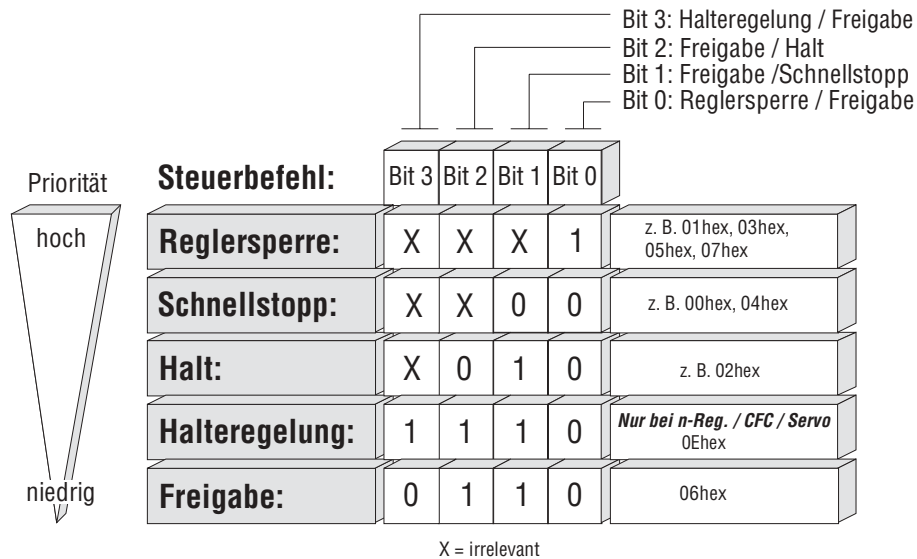 Bit 3: Halteregelung / Freigabe
Bit 2: Freigabe / Halt
Bit 1: Freigabe /Schnellstopp
Bit 0: Reglersperre / Freigabe
Priorität
Steuerbefehl: Bit 3 Bit 2 Bit 1 Bit 0
hoch
Reglersperre: X X X 1 z. B. 01hex, 03hex,
05hex, 07hex
Schnellstopp: X X 0 0 z. B. 00hex, 04hex
Halt: X 0 1 0 z. B. 02hex
Halteregelung: 1 1 1 0 Nur bei n-Reg. / CFC / Servo
0Ehex
niedrig
Freigabe: 0 1 1 0 06hex
X = irrelevant